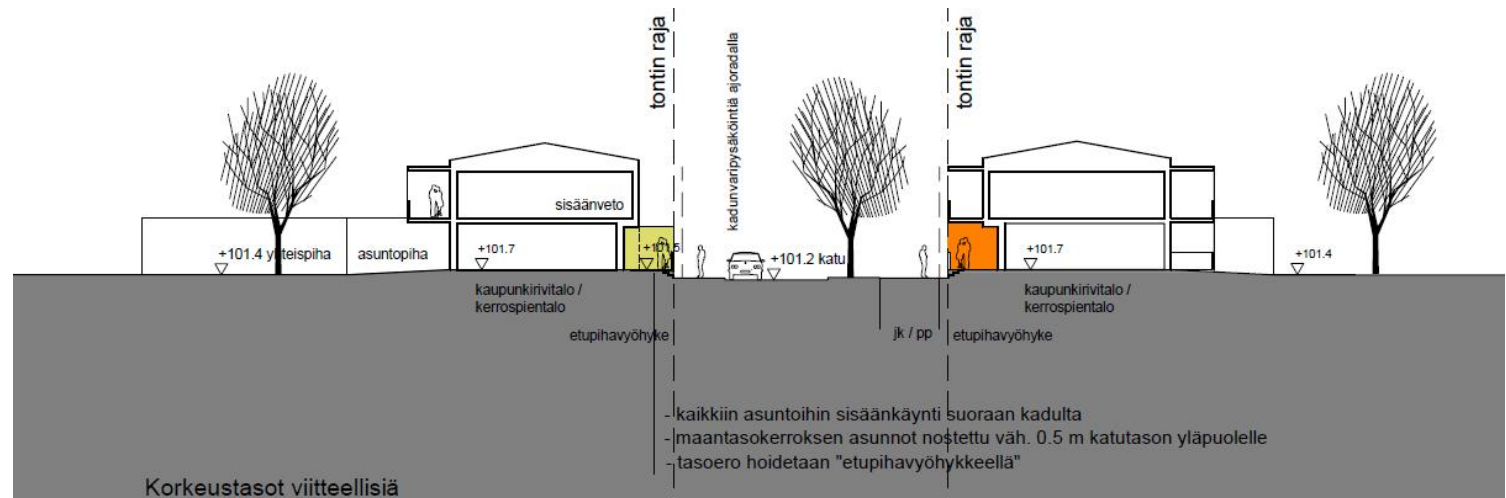 tontin raja
kadunvaripysäköintiä ajoradalla
tontin raja
sisäänveto
+101.4 yhteispiha
asuntopiha
+101.7
+101.5
+101.2 katu
+101.7
+101.4
kaupunkirivitalo /
kerrospientalo
kaupunkirivitalo /
kerrospientalo
etupihavyöhyke
jk / pp
etupihavyöhyke
- kaikkiin asuntoihin sisäänkäynti suoraan kadulta
- maantasokerroksen asunnot nostettu väh. 0.5 m katutason yläpuolelle
- tasoero hoidetaan "etupihavyöhykkeellä"
Korkeustasot viitteellisiä